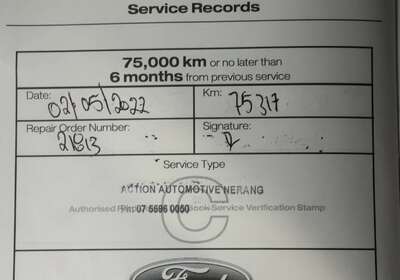 Service Records
75,000 km or no later than
6 months from previous service
Date: 02/05/2022 Km: 75317
Repair Order Number: Signature:
21813
Service Type
C
ACTION AUTOMOTIVE NERANG
Authorised Ph: 07 5596 0050 Book Service Verification Stamp
Ford